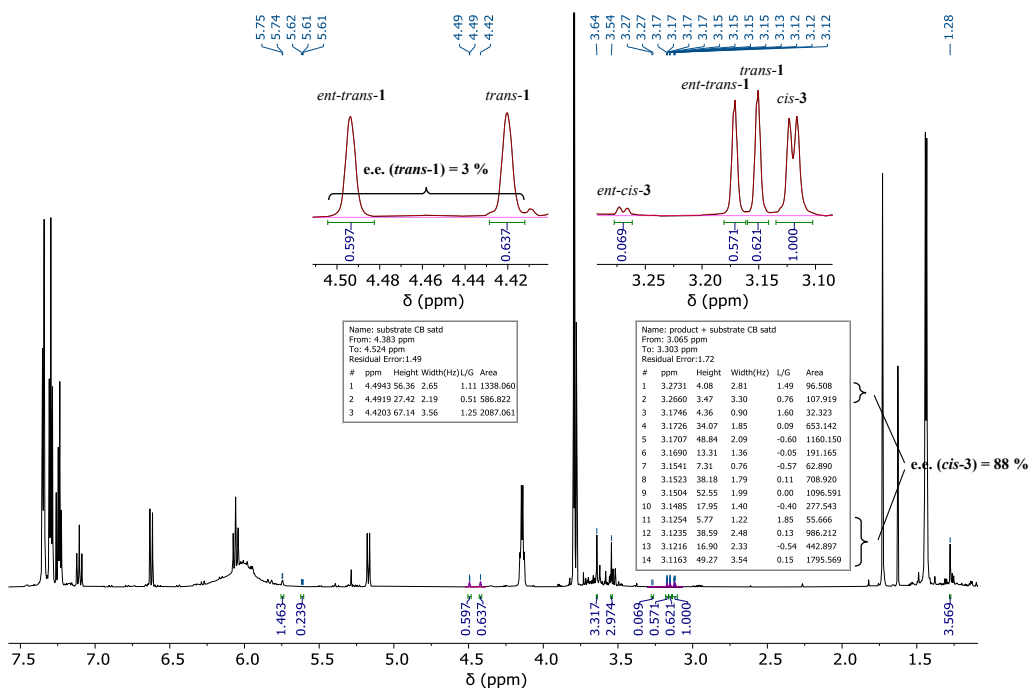 5.75
5.74
5.62
5.61
5.61
4.49
4.49
4.42
3.64
3.54
3.27
3.27
3.17
3.17
3.17
3.17
3.15
3.15
3.15
3.15
3.13
3.12
3.12
3.12
1.28
ent-trans-1
trans-1
e.e. (trans-1) = 3 %
0.597
0.637
4.50
4.48
4.46
4.44
4.42
δ (ppm)
trans-1
ent-trans-1
cis-3
ent-cis-3
0.069
0.571
0.621
1.000
3.25
3.20
3.15
3.10
δ (ppm)
Name: substrate CB satd
From: 4.383 ppm
To: 4.524 ppm
Residual Error:1.49
# ppm Height Width(Hz) L/G Area
1 4.4943 56.36 2.65 1.11 1338.060
2 4.4919 27.42 2.19 0.51 586.822
3 4.4203 67.14 3.56 1.25 2087.061
Name: product + substrate CB satd
From: 3.065 ppm
To: 3.303 ppm
Residual Error:1.72
# ppm Height Width(Hz) L/G Area
1 3.2731 4.08 2.81 1.49 96.508
2 3.2660 3.47 3.30 0.76 107.919
3 3.1746 4.36 0.90 1.60 32.323
4 3.1726 34.07 1.85 0.09 653.142
5 3.1707 48.84 2.09 -0.60 1160.150
6 3.1690 13.31 1.36 -0.05 191.165
7 3.1541 7.31 0.76 -0.57 62.890
8 3.1523 38.18 1.79 0.11 708.920
9 3.1504 52.55 1.99 0.00 1096.591
10 3.1485 17.95 1.40 -0.40 277.543
11 3.1254 5.77 1.22 1.85 55.666
12 3.1235 38.59 2.48 0.13 986.212
13 3.1216 16.90 2.33 -0.54 442.897
14 3.1163 49.27 3.54 0.15 1795.569
e.e. (cis-3) = 88 %
1.463
0.239
0.597
0.637
3.317
2.974
0.069
0.571
0.621
1.000
3.569
7.5
7.0
6.5
6.0
5.5
5.0
4.5
4.0
3.5
3.0
2.5
2.0
1.5
δ (ppm)